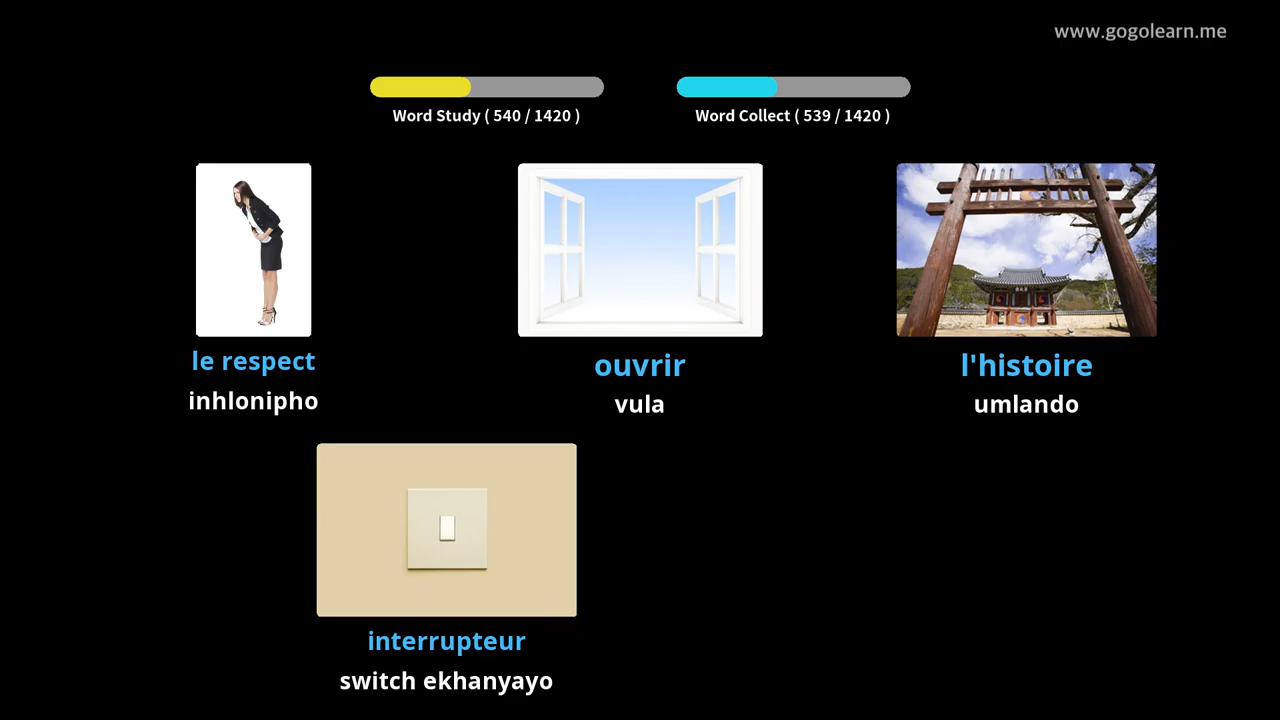 www.gogolearn.me
Word Study ( 540 / 1420 )
Word Collect ( 539 / 1420 )
le respect
inhlonipho
ouvrir
vula
l'histoire
umlando
interrupteur
switch ekhanyayo